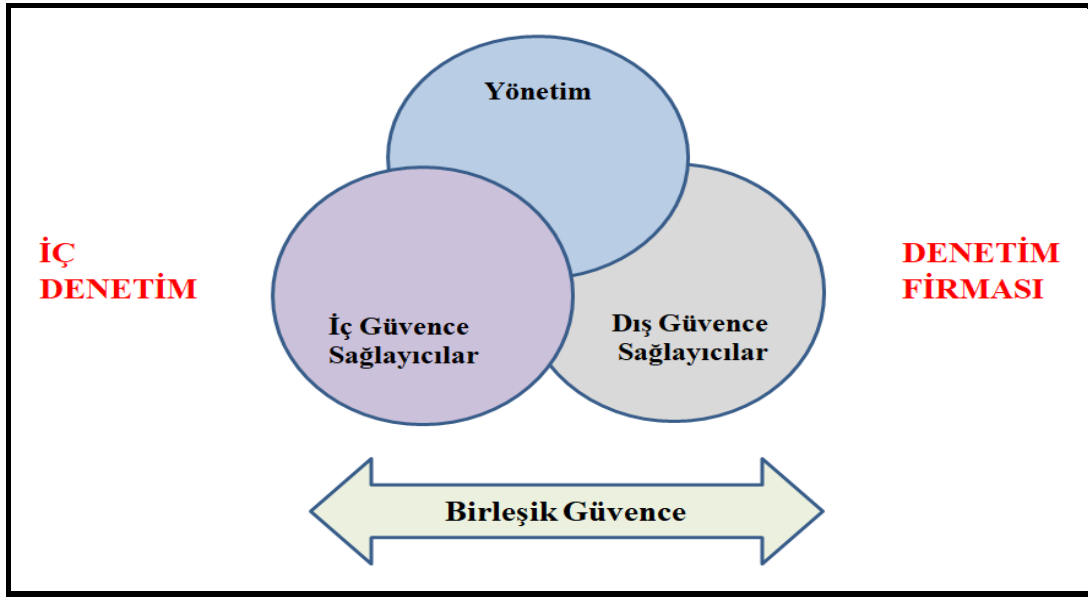 Yönetim
İÇ
DENETİM
İç Güvence
Sağlayıcılar
Dış Güvence
Sağlayıcılar
DENETİM
FİRMASI
Birleşik Güvence